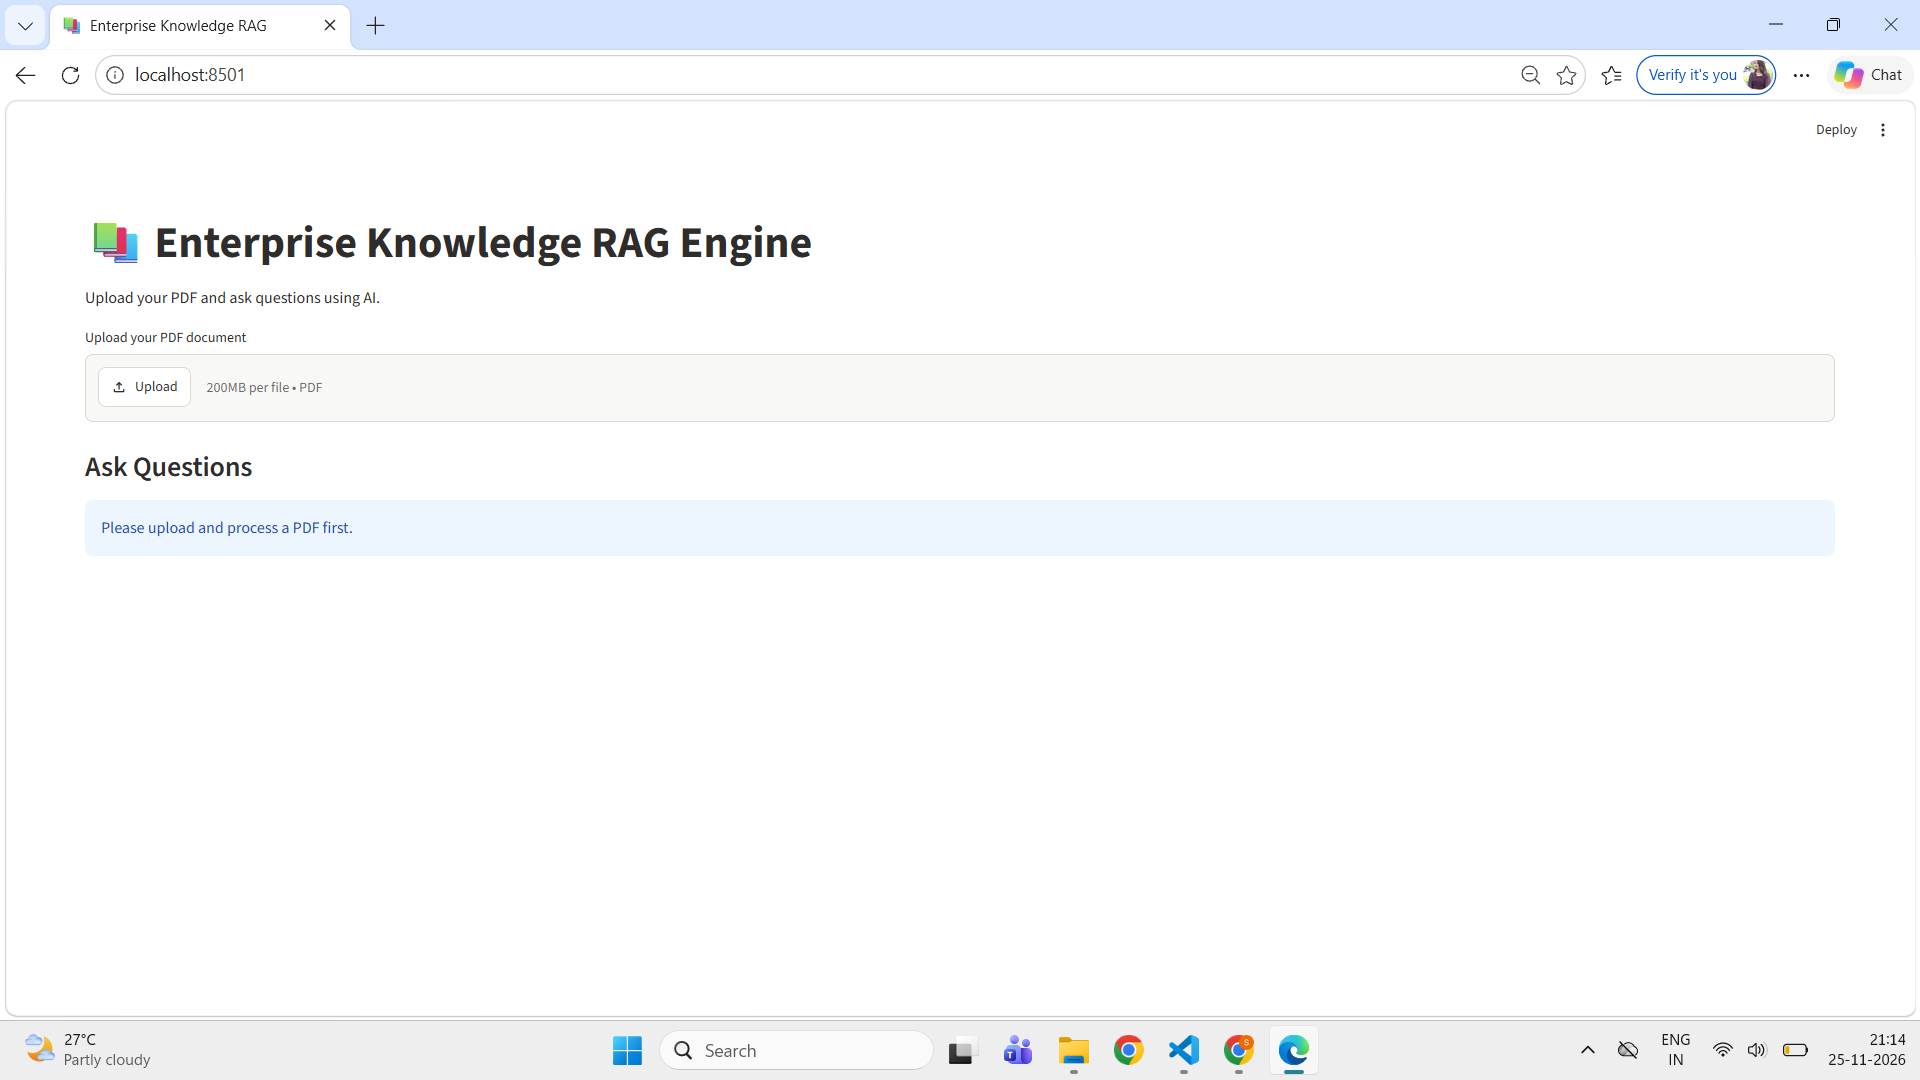 Enterprise Knowledge RAG
localhost:8501
Verify it's you
Chat
Deploy
Enterprise Knowledge RAG Engine
Upload your PDF and ask questions using AI.
Upload your PDF document
Upload
200MB per file • PDF
Ask Questions
Please upload and process a PDF first.
27°C
Partly cloudy
Search
ENG
IN
21:14
25-11-2026